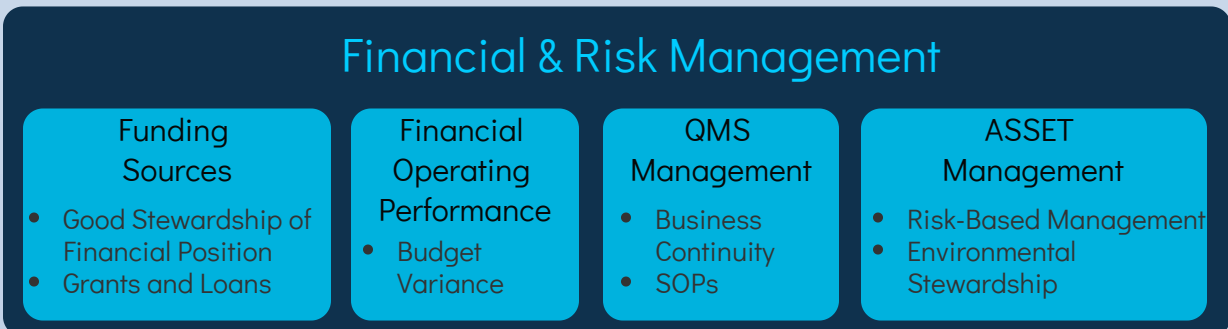 Financial & Risk Management
Funding
Sources
• Good Stewardship of
Financial Position
• Grants and Loans
Financial
Operating
Performance
• Budget
Variance
QMS
Management
• Business
Continuity
• SOPs
ASSET
Management
• Risk-Based Management
• Environmental
Stewardship